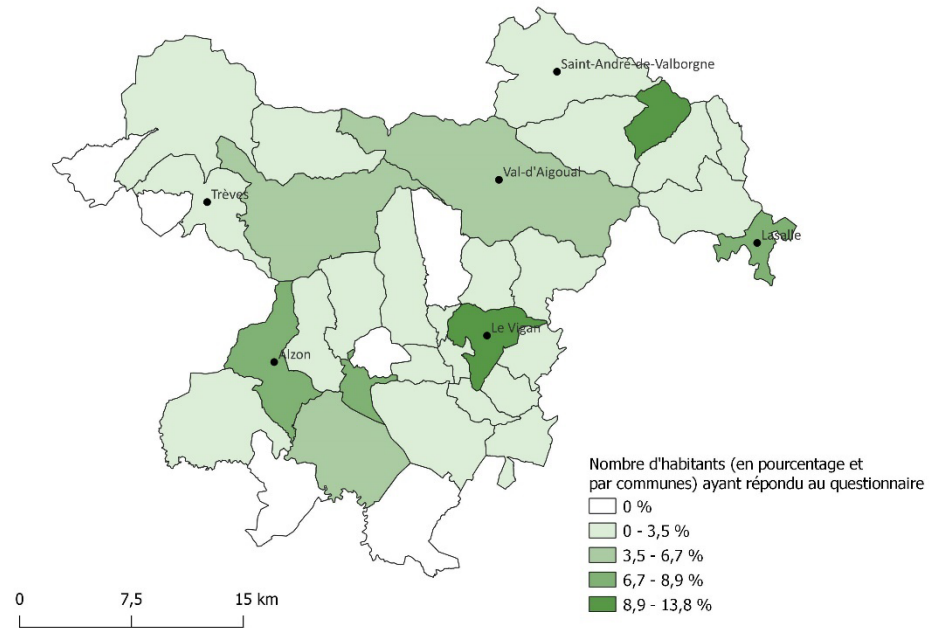 Saint-André-de-Valborgne
Val-d'Aigoual
Trèves
Lasalle
Le Vigan
Alzon
Nombre d'habitants (en pourcentage et
par communes) ayant répondu au questionnaire
0 %
0 - 3,5 %
3,5 - 6,7 %
6,7 - 8,9 %
8,9 - 13,8 %
0 7,5 15 km